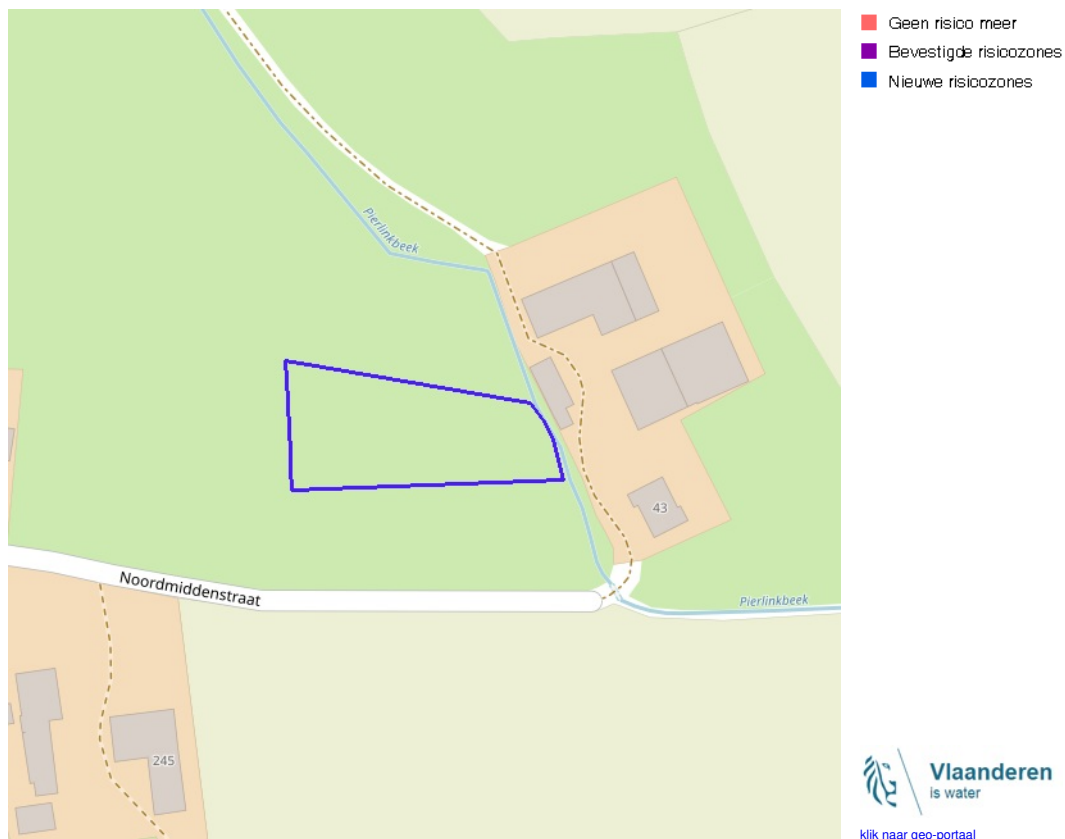 Geen risico meer
Bevestigde risicozones
Nieuwe risicozones
Pierlinkbeek
43
Noordmiddenstraat
Pierlinkbeek
245
Vlaanderen
is water
klik naar geo-portaal